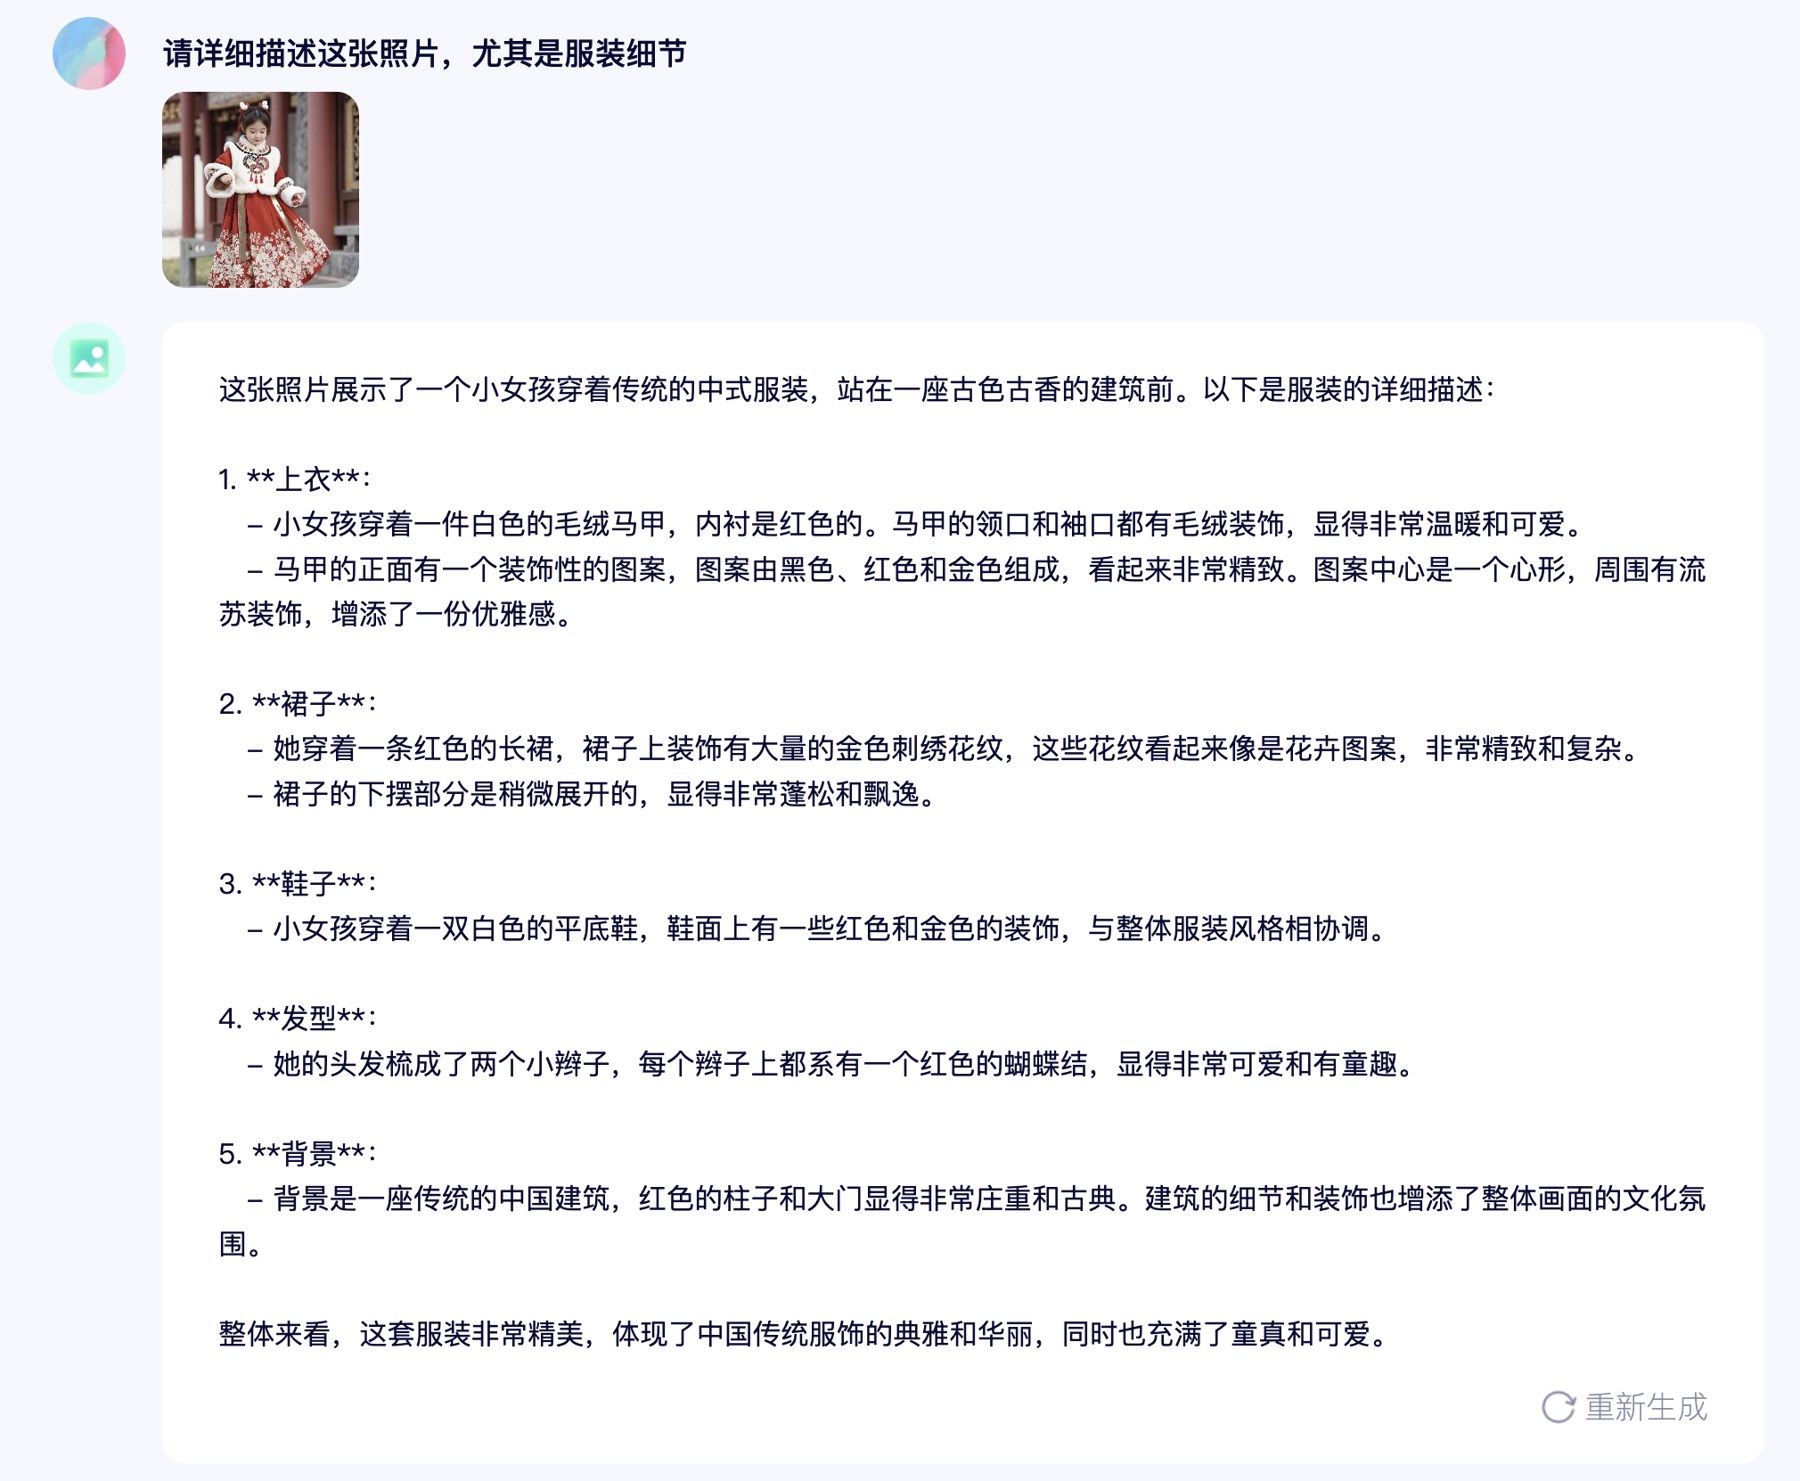 请详细描述这张照片，尤其是服装细节
这张照片展示了一个小女孩穿着传统的中式服装，站在一座古色古香的建筑前。以下是服装的详细描述：
1. **上衣**：
– 小女孩穿着一件白色的毛绒马甲，内衬是红色的。马甲的领口和袖口都有毛绒装饰，显得非常温暖和可爱。
– 马甲的正面有一个装饰性的图案，图案由黑色、红色和金色组成，看起来非常精致。图案中心是一个心形，周围有流
苏装饰，增添了一份优雅感。
2. **裙子**：
– 她穿着一条红色的长裙，裙子上装饰有大量的金色刺绣花纹，这些花纹看起来像是花卉图案，非常精致和复杂。
– 裙子的下摆部分是稍微展开的，显得非常蓬松和飘逸。
3. **鞋子**：
– 小女孩穿着一双白色的平底鞋，鞋面上有一些红色和金色的装饰，与整体服装风格相协调。
4. **发型**：
– 她的头发梳成了两个小辫子，每个辫子上都系有一个红色的蝴蝶结，显得非常可爱和有童趣。
5. **背景**：
– 背景是一座传统的中国建筑，红色的柱子和大门显得非常庄重和古典。建筑的细节和装饰也增添了整体画面的文化氛
围。
整体来看，这套服装非常精美，体现了中国传统服饰的典雅和华丽，同时也充满了童真和可爱。
重新生成